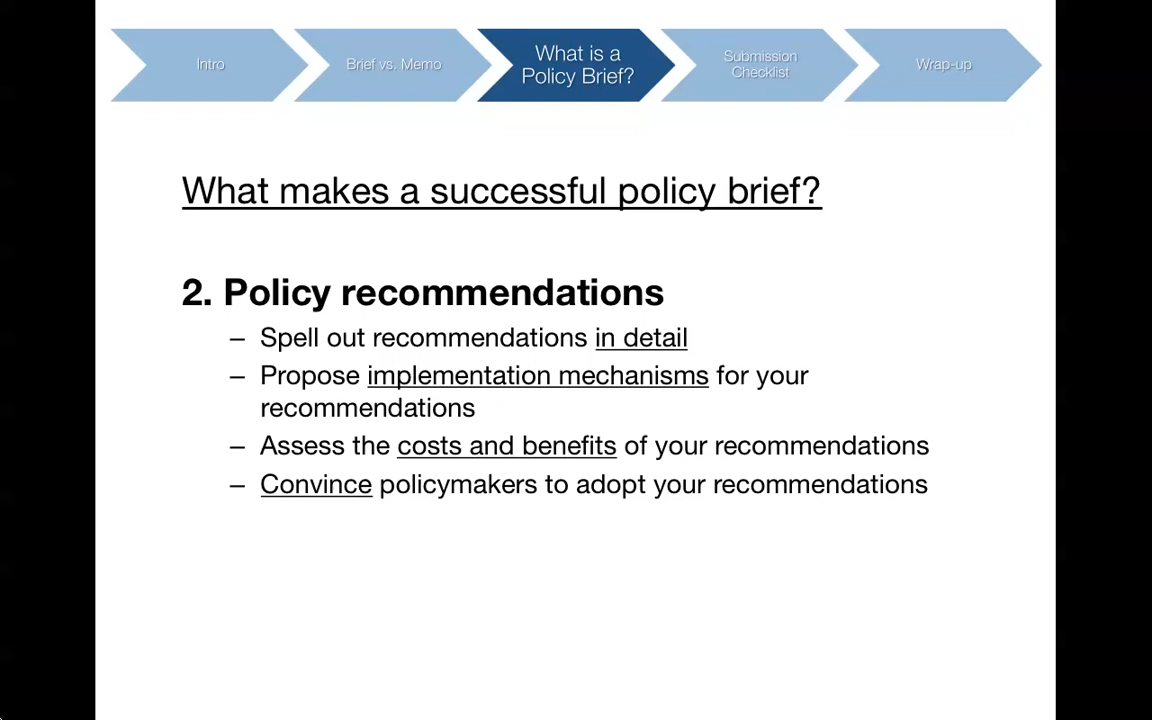 Intro
Brief vs. Memo
What is a
Policy Brief?
Submission
Checklist
Wrap-up
What makes a successful policy brief?
2. Policy recommendations
– Spell out recommendations in detail
– Propose implementation mechanisms for your
recommendations
– Assess the costs and benefits of your recommendations
– Convince policymakers to adopt your recommendations